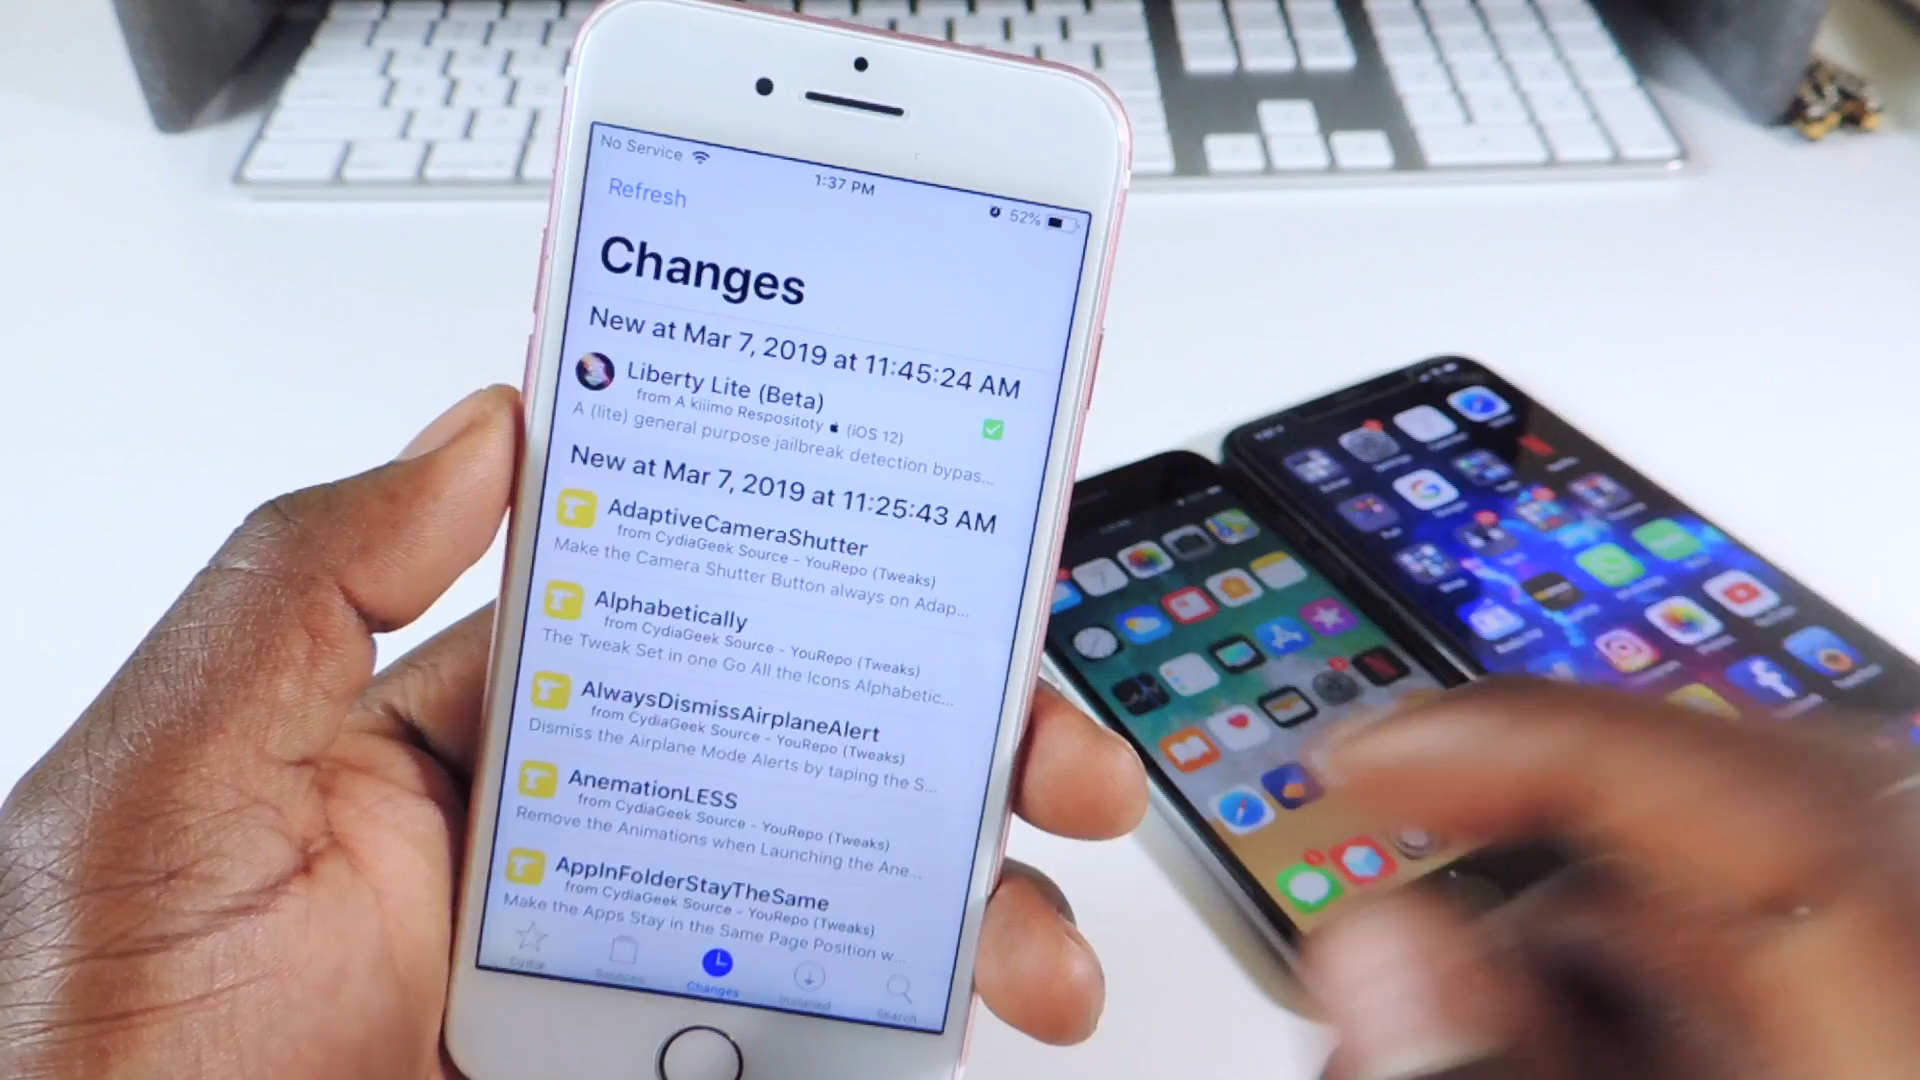 No Service
1:37 PM
52%
Refresh
Changes
New at Mar 7, 2019 at 11:45:24 AM
Liberty Lite (Beta)
from A kiiimo Respositoty  (iOS 12)
A (lite) general purpose jailbreak detection bypas...
New at Mar 7, 2019 at 11:25:43 AM
AdaptiveCameraShutter
from CydiaGeek Source - YouRepo (Tweaks)
Make the Camera Shutter Button always on Adap...
Alphabetically
from CydiaGeek Source - YouRepo (Tweaks)
The Tweak Set in one Go All the Icons Alphabetic...
AlwaysDismissAirplaneAlert
from CydiaGeek Source - YouRepo (Tweaks)
Dismiss the Airplane Mode Alerts by taping the S...
AnemationLESS
from CydiaGeek Source - YouRepo (Tweaks)
Remove the Animations when Launching the Ane...
AppInFolderStayTheSame
from CydiaGeek Source - YouRepo (Tweaks)
Make the Apps Stay in the Same Page Position w...
Cydia
Sources
Changes
Installed
Search